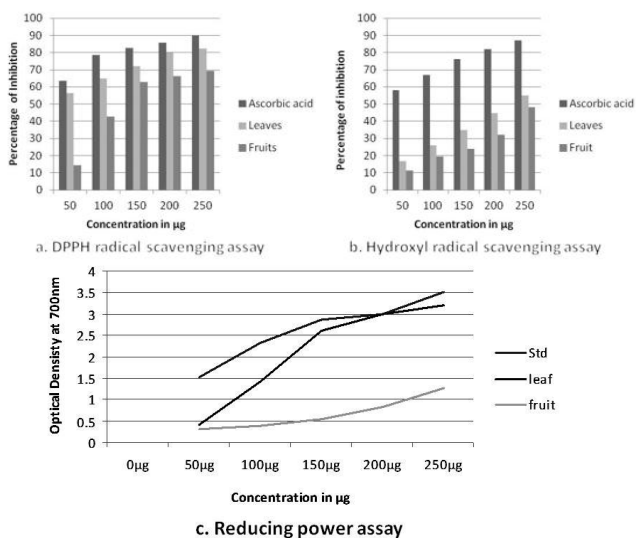 Percentage of Inhibition
100
90
80
70
60
50
40
30
20
10
0
50 100 150 200 250
Concentration in µg
Ascorbic acid
Leaves
Fruits
a. DPPH radical scavenging assay
Percentage of inhibition
100
90
80
70
60
50
40
30
20
10
0
50 100 150 200 250
Concentration in µg
Ascorbic acid
Leaves
Fruit
b. Hydroxyl radical scavenging assay
Optical Densisty at 700nm
4
3.5
3
2.5
2
1.5
1
0.5
0
0µg 50µg 100µg 150µg 200µg 250µg
Concentration in µg
Std
leaf
fruit
c. Reducing power assay